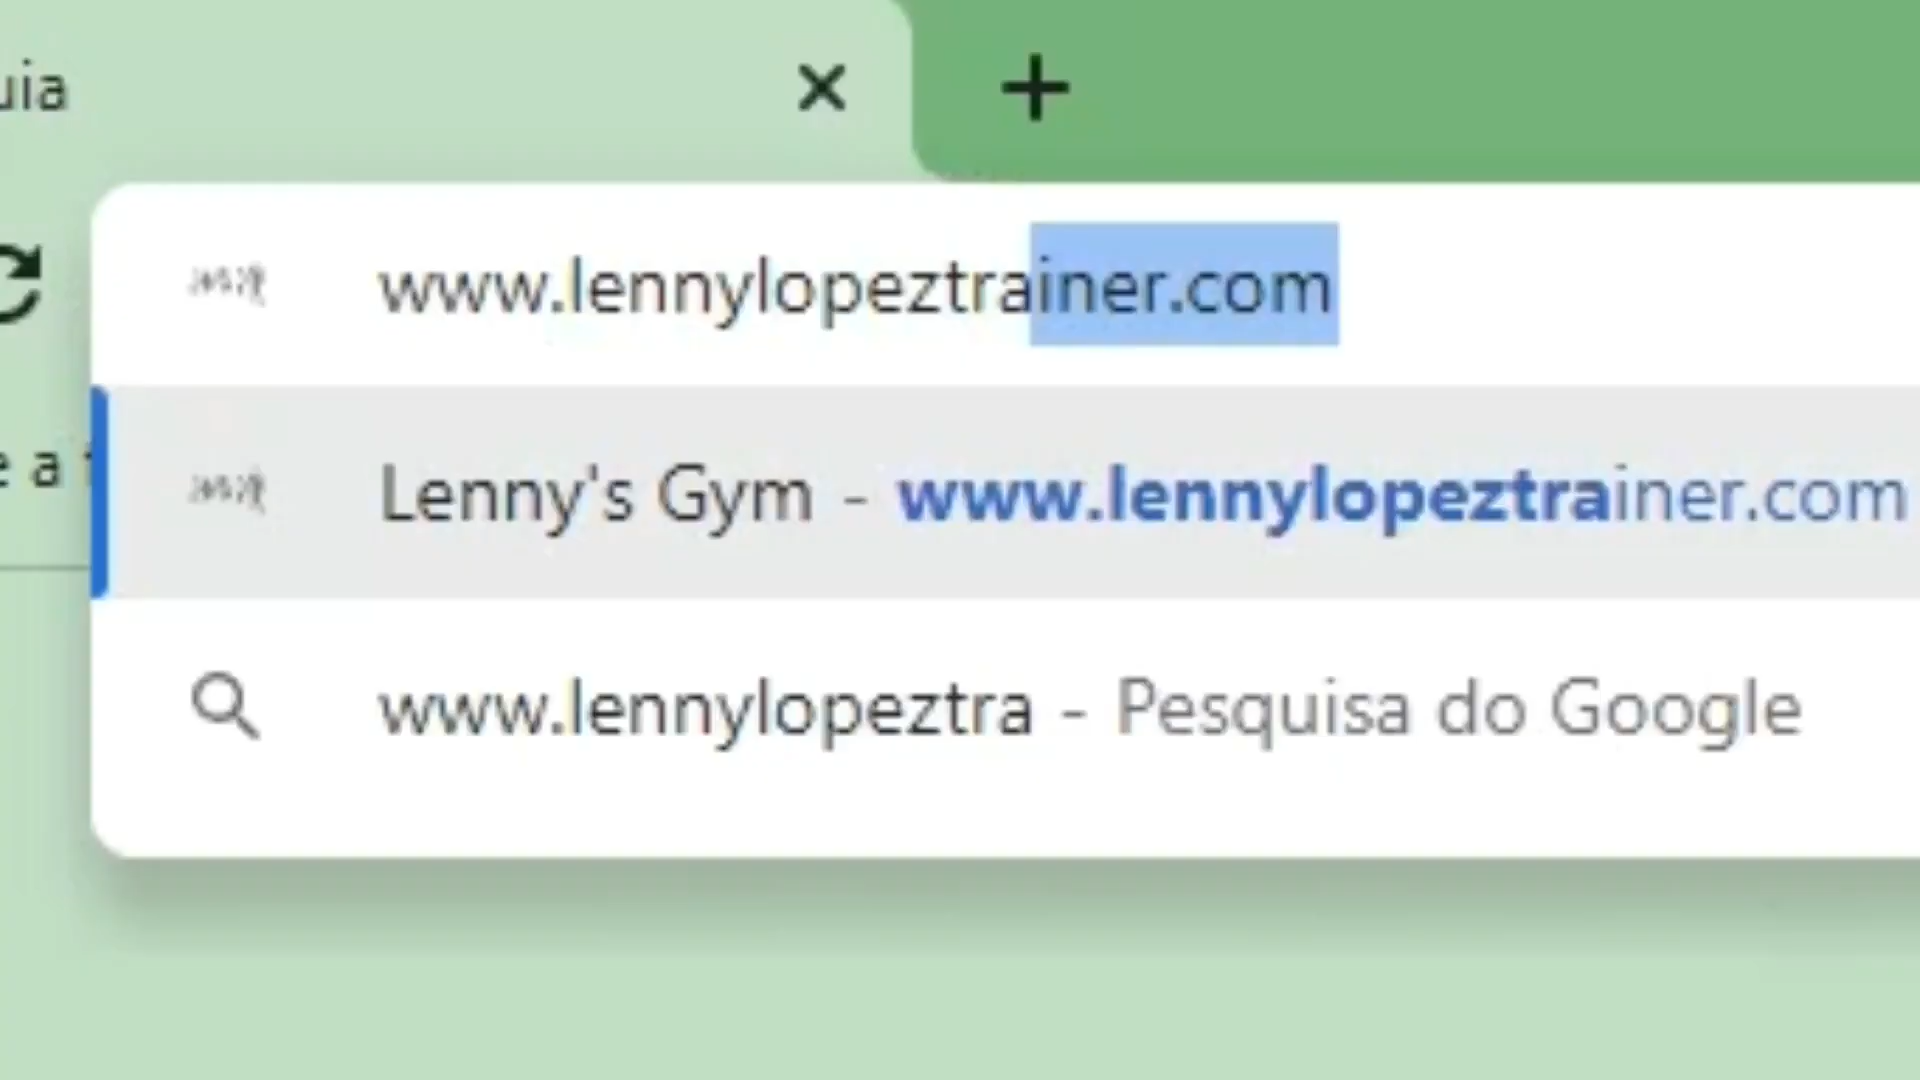 uia
www.lennylopeztrainer.com
e a
Lenny's Gym - www.lennylopeztrainer.com
www.lennylopeztra - Pesquisa do Google